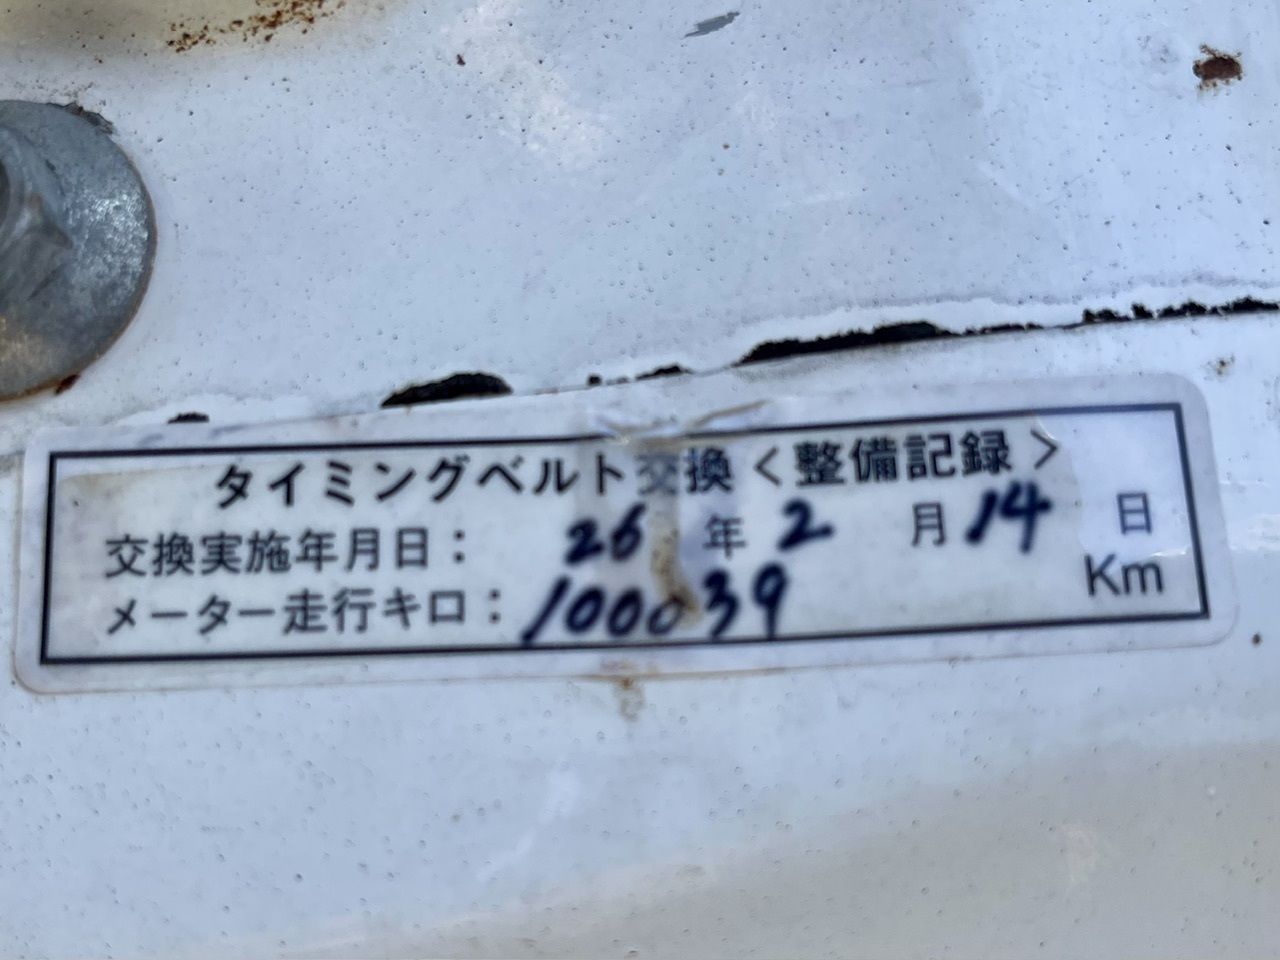 タイミングベルト交換<整備記録>
交換実施年月日： 26 年 2 月 14 日
メーター走行キロ： 100039 Km